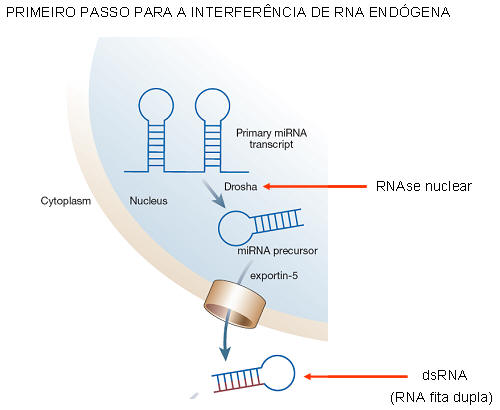 PRIMEIRO PASSO PARA A INTERFERÊNCIA DE RNA ENDÓGENA
Primary miRNA
transcript
Drosha
RNAse nuclear
Cytoplasm
Nucleus
miRNA precursor
exportin-5
dsRNA
(RNA fita dupla)